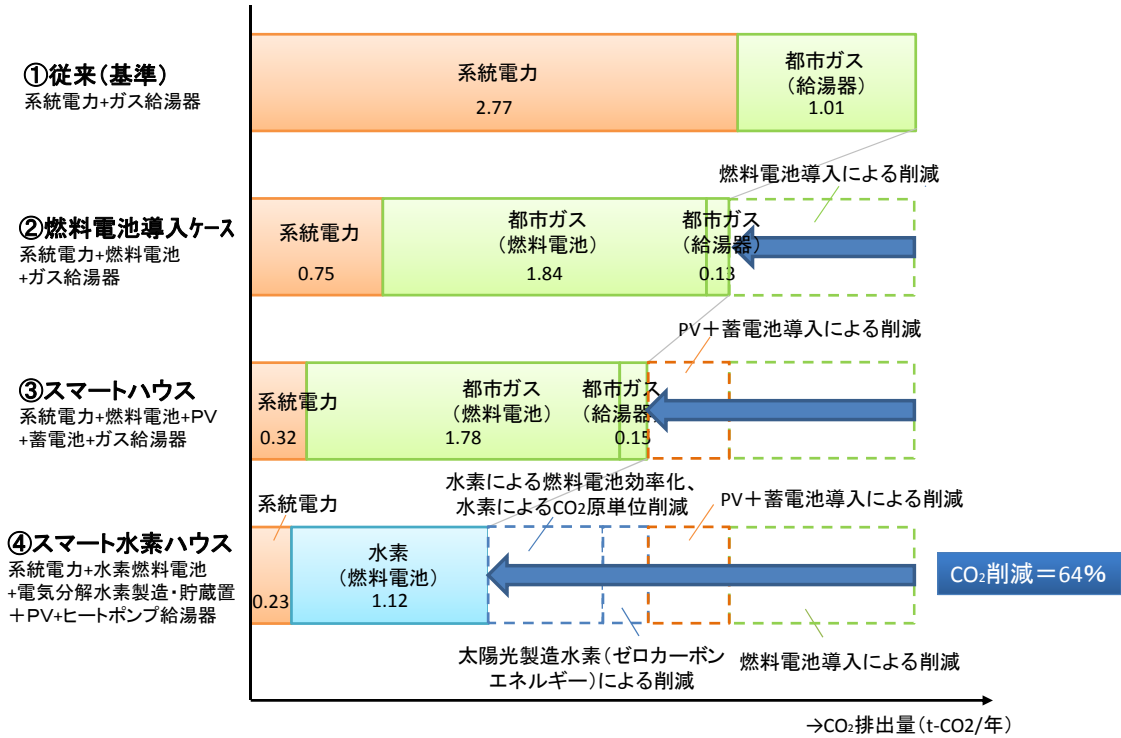 ①従来(基準)
系統電力+ガス給湯器
系統電力
2.77
都市ガス
(給湯器)
1.01
燃料電池導入による削減
②燃料電池導入ケース
系統電力+燃料電池
+ガス給湯器
系統電力
0.75
都市ガス
(燃料電池)
1.84
都市ガス
(給湯器)
0.13
PV+蓄電池導入による削減
③スマートハウス
系統電力+燃料電池+PV
+蓄電池+ガス給湯器
系統電力
0.32
都市ガス
(燃料電池)
1.78
都市ガス
(給湯器)
0.15
水素による燃料電池効率化、
水素によるCO₂原単位削減
PV+蓄電池導入による削減
④スマート水素ハウス
系統電力+水素燃料電池
+電気分解水素製造・貯蔵置
+PV+ヒートポンプ給湯器
系統電力
0.23
水素
(燃料電池)
1.12
CO₂削減=64%
太陽光製造水素(ゼロカーボン
エネルギー)による削減
燃料電池導入による削減
→CO₂排出量(t-CO2/年)